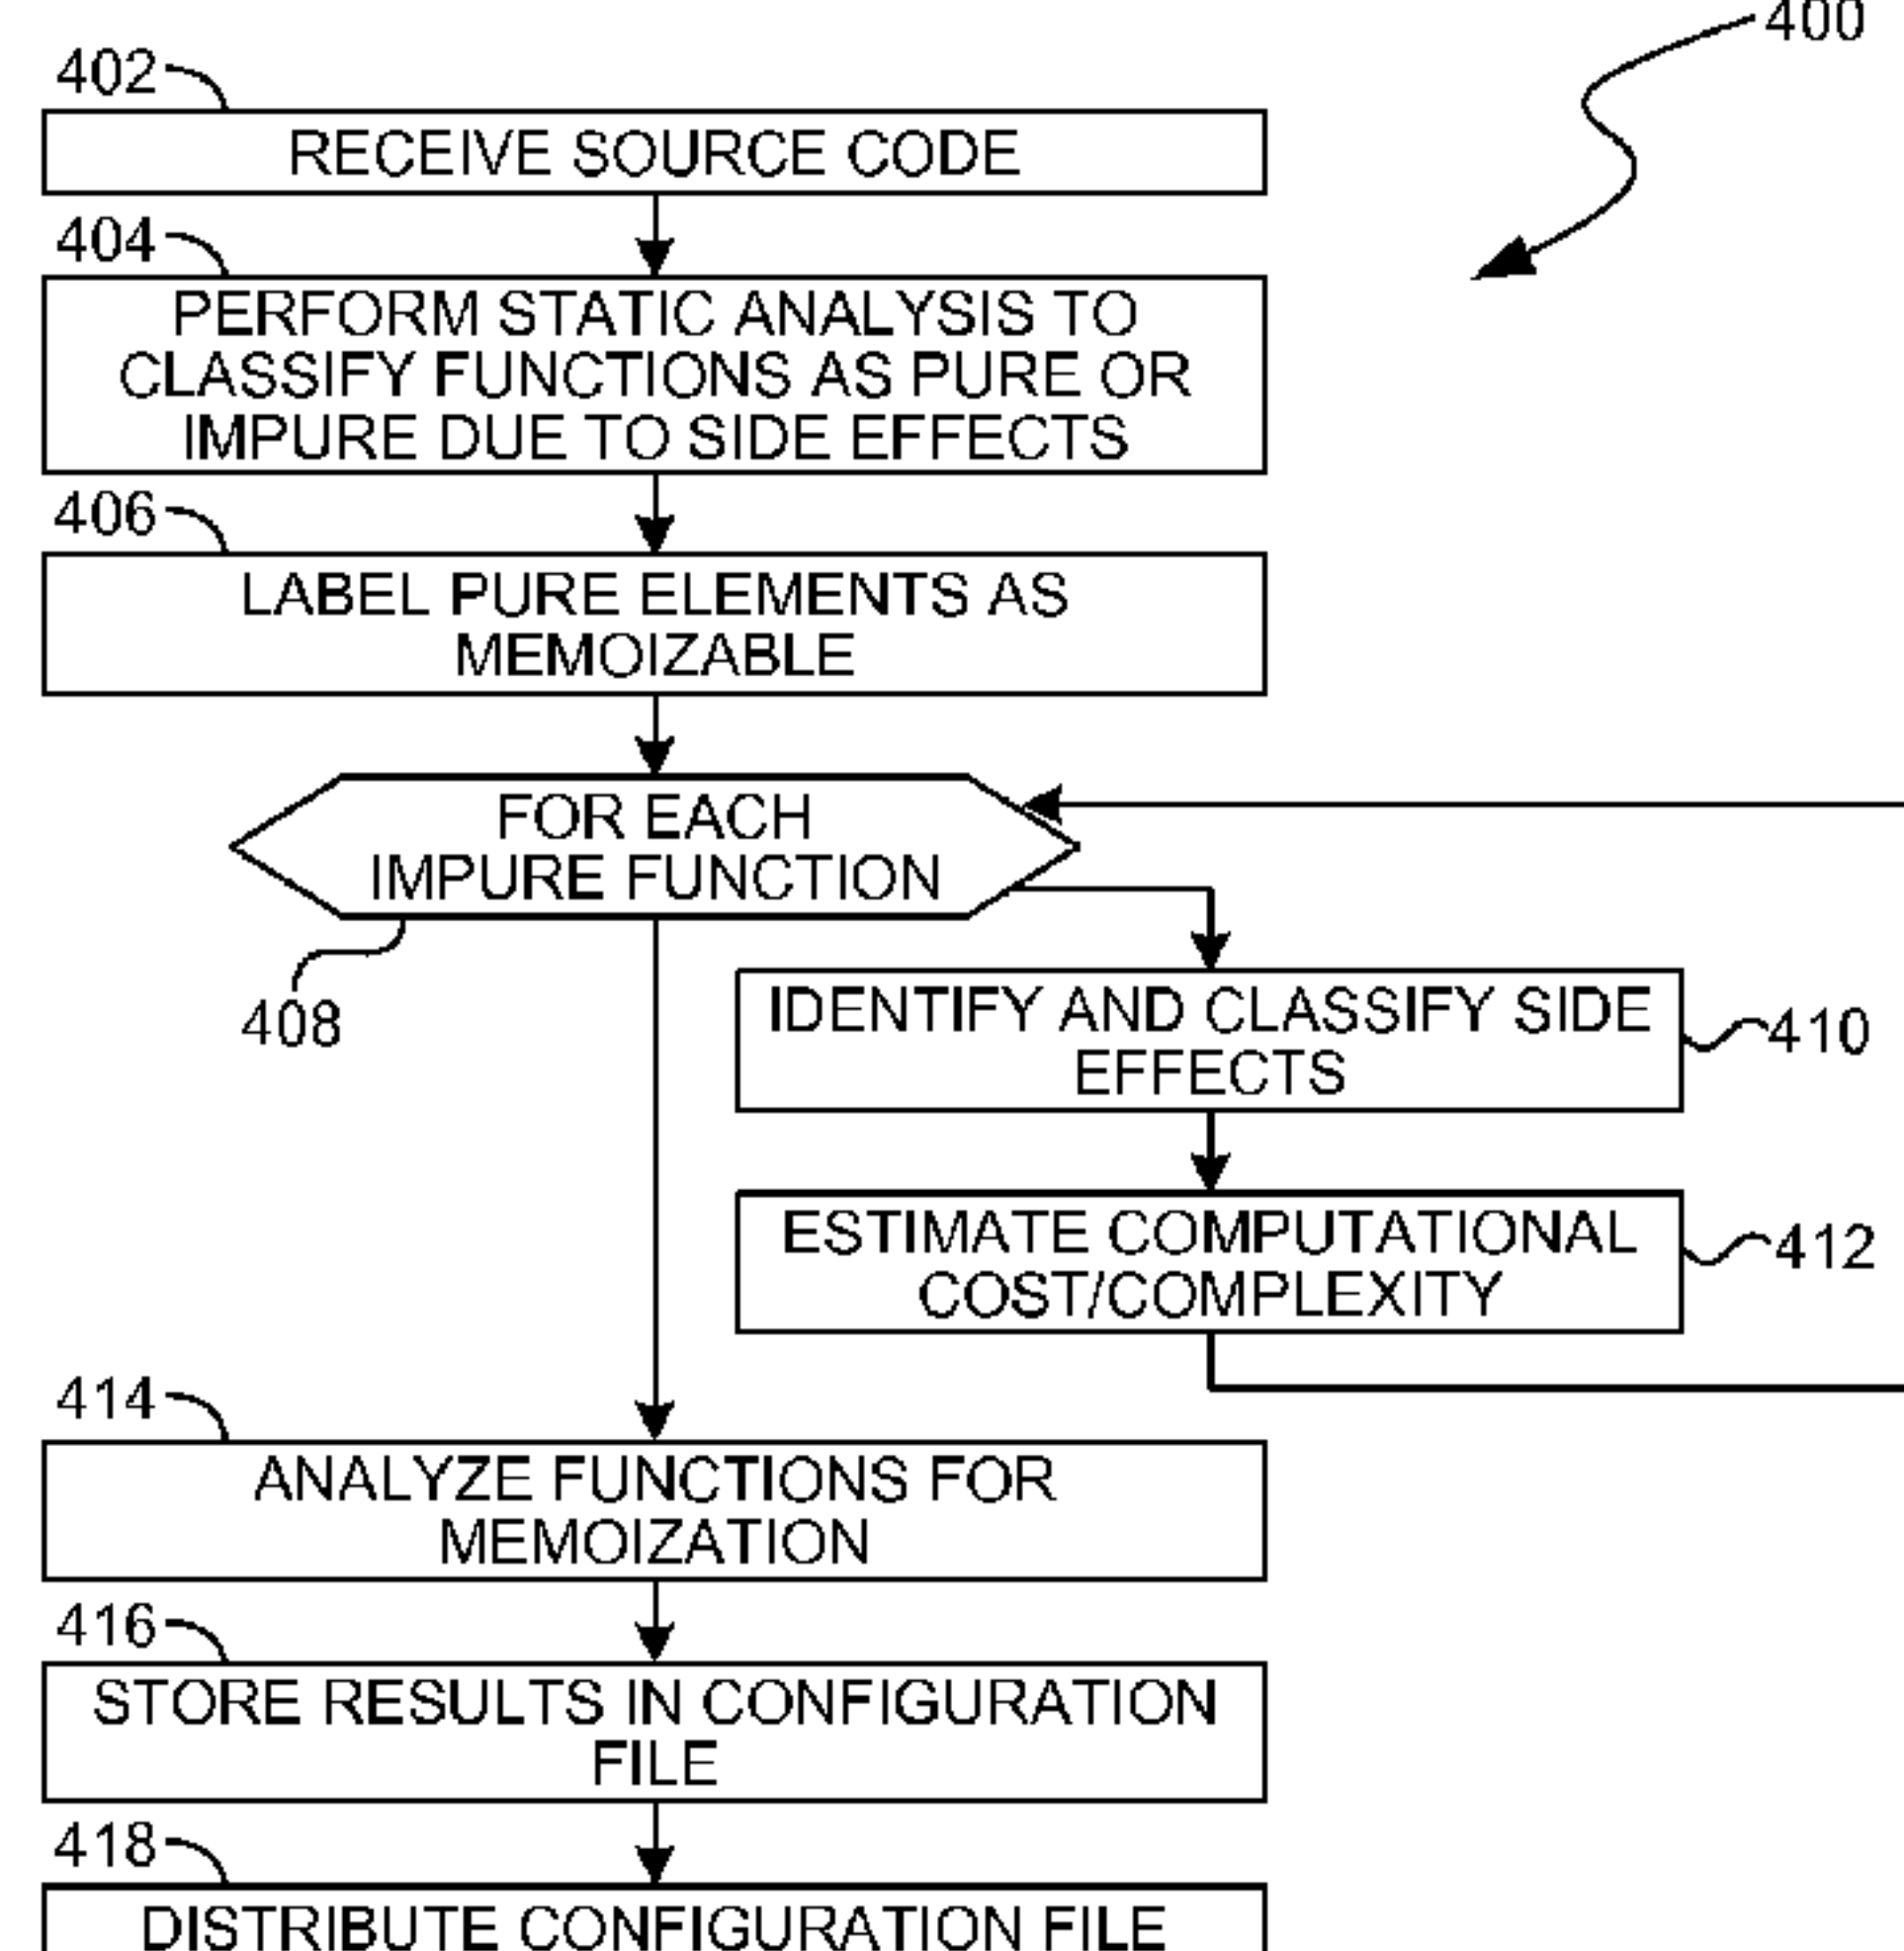 400
402
RECEIVE SOURCE CODE
404
PERFORM STATIC ANALYSIS TO
CLASSIFY FUNCTIONS AS PURE OR
IMPURE DUE TO SIDE EFFECTS
406
LABEL PURE ELEMENTS AS
MEMOIZABLE
FOR EACH
IMPURE FUNCTION
408
IDENTIFY AND CLASSIFY SIDE
EFFECTS
410
ESTIMATE COMPUTATIONAL
COST/COMPLEXITY
412
414
ANALYZE FUNCTIONS FOR
MEMOIZATION
416
STORE RESULTS IN CONFIGURATION
FILE
418
DISTRIBUTE CONFIGURATION FILE